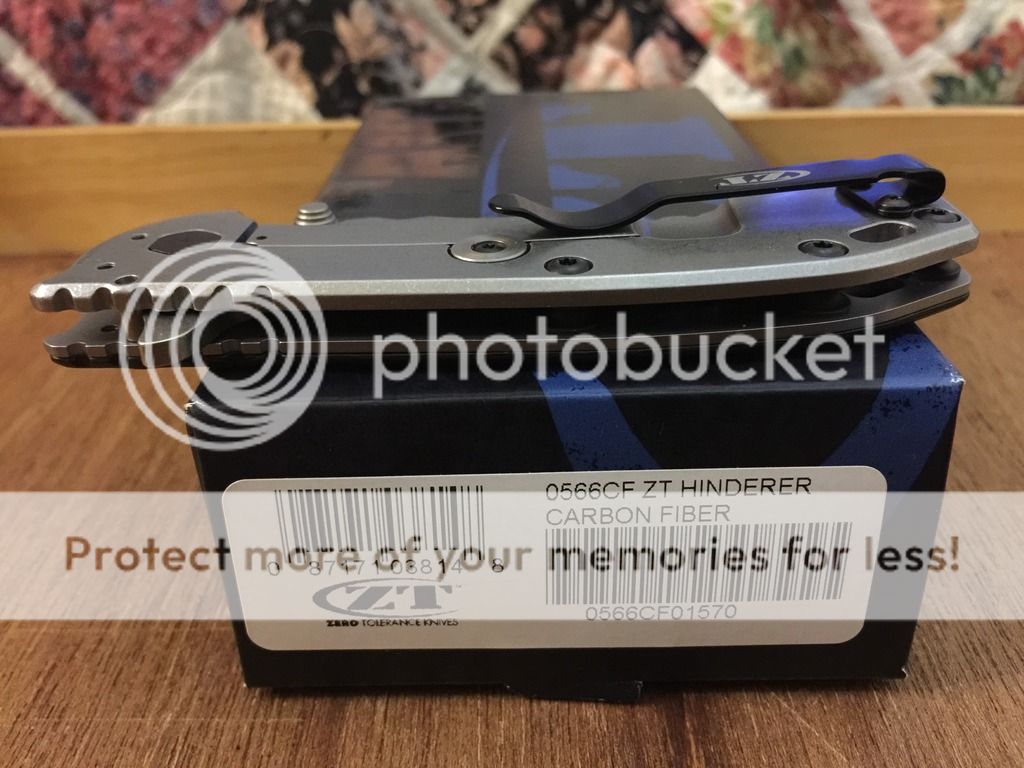 ZT
photobucket
0566CF ZT HINDERER
CARBON FIBER
Protect more of your memories for less!
0 87171 03814 8
ZT
ZERO TOLERANCE KNIVES
0566CF01570